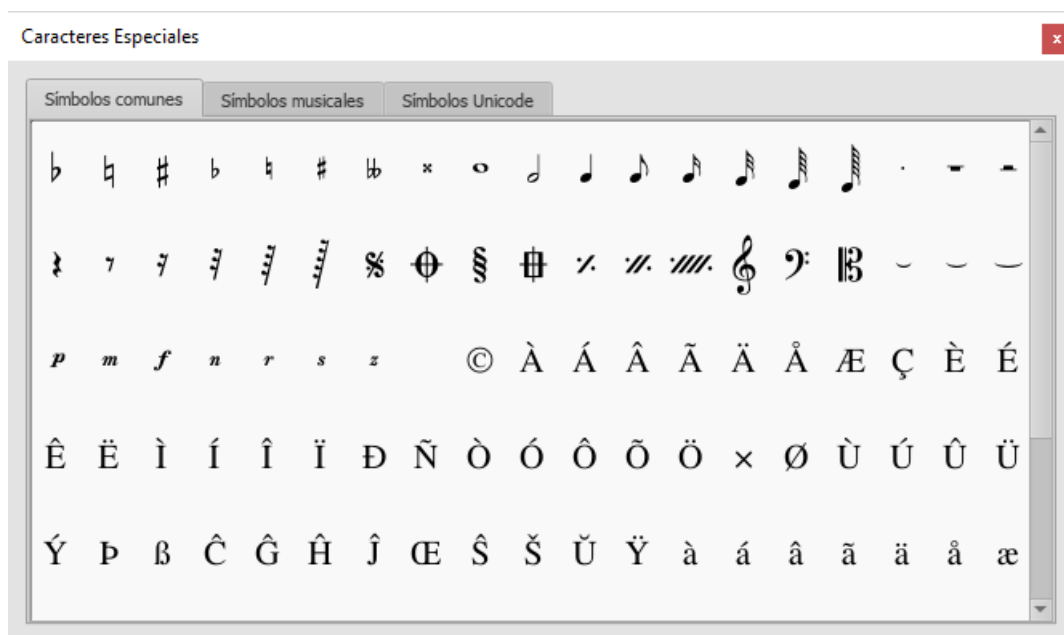 Caracteres Especiales
x
Símbolos comunes Símbolos musicales Símbolos Unicode
♭ ♮ ♯ ♭ ♮ ♯ 𝄫 𝄪 𝅝 𝅗𝅥 𝅘𝅥 𝅘𝅥𝅮 𝅘𝅥𝅯 𝅘𝅥𝅰 𝅘𝅥𝅱 𝅘𝅥𝅲 . 𝄻 𝄼
𝄽 𝄾 𝄿 𝅀 𝅁 𝅂 𝄋 𝄌 § 𝄌 𝄎 𝄏 𝄞 𝄢 𝄡 ‿ ‿ ‿
p m f n r s z © À Á Â Ã Ä Å Æ Ç È É
Ê Ë Ì Í Î Ï Ð Ñ Ò Ó Ô Õ Ö × Ø Ù Ú Û Ü
Ý Þ ß Ĉ Ĝ Ĥ Ĵ Œ Ŝ Š Ŭ Ÿ à á â ã ä å æ